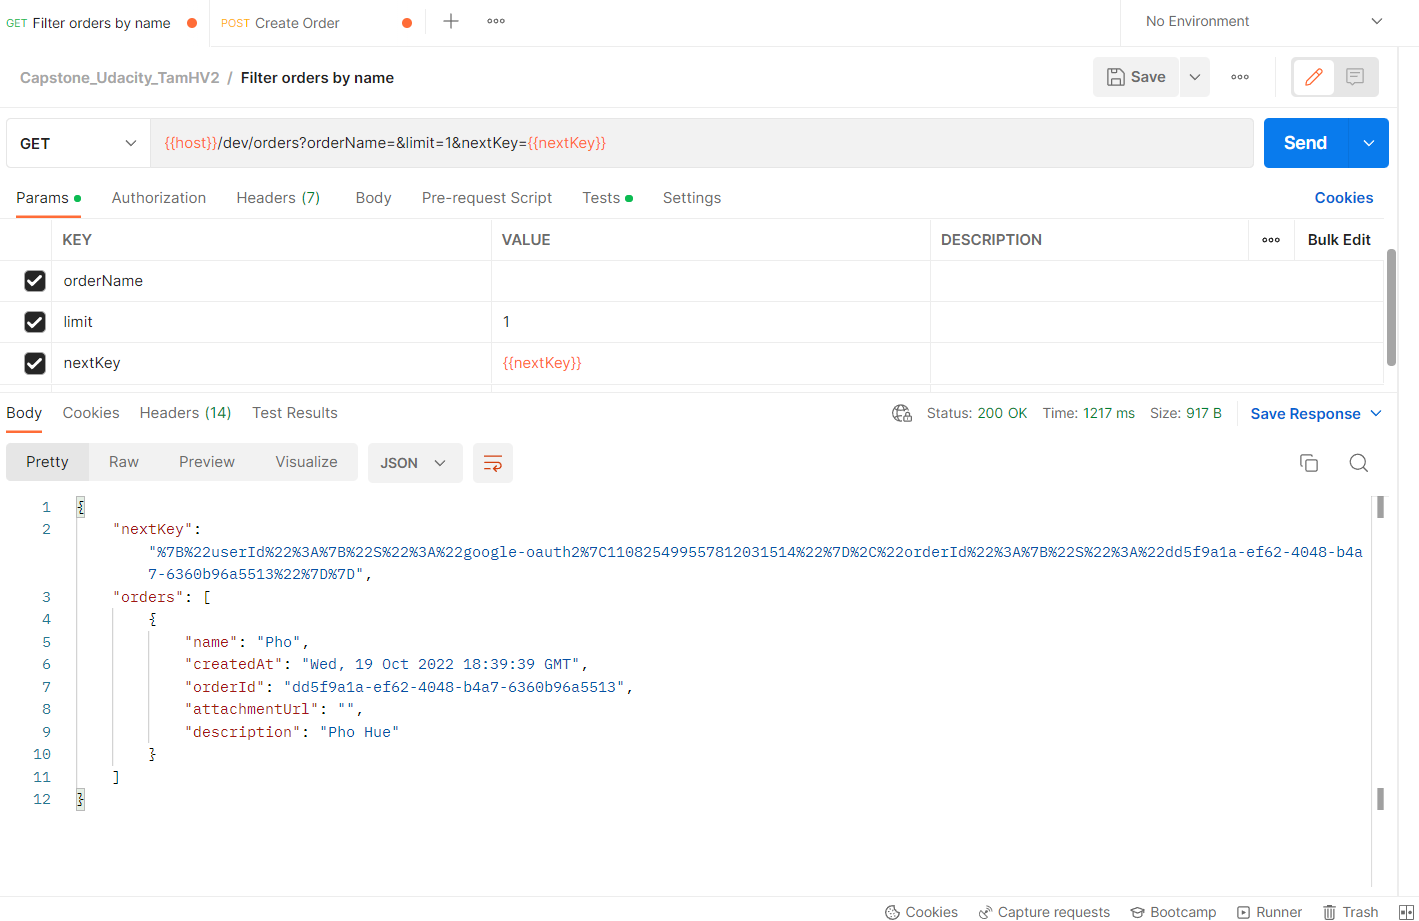 GET Filter orders by name
POST Create Order
No Environment
Capstone_Udacity_TamHV2 / Filter orders by name
Save
GET
{{host}}/dev/orders?orderName=&limit=1&nextKey={{nextKey}}
Send
Params Authorization Headers (7) Body Pre-request Script Tests Settings Cookies
KEY VALUE DESCRIPTION Bulk Edit
orderName
limit 1
nextKey {{nextKey}}
Body Cookies Headers (14) Test Results Status: 200 OK Time: 1217 ms Size: 917 B Save Response
Pretty Raw Preview Visualize JSON
1 {
2 "nextKey":
"%7B%22userId%22%3A%7B%22S%22%3A%22google-oauth2%7C110825499557812031514%22%7D%2C%22orderId%22%3A%7B%22S%22%3A%22dd5f9a1a-ef62-4048-b4a
7-6360b96a5513%22%7D%7D",
3 "orders": [
4 {
5 "name": "Pho",
6 "createdAt": "Wed, 19 Oct 2022 18:39:39 GMT",
7 "orderId": "dd5f9a1a-ef62-4048-b4a7-6360b96a5513",
8 "attachmentUrl": "",
9 "description": "Pho Hue"
10 }
11 ]
12 }
Cookies Capture requests Bootcamp Runner Trash